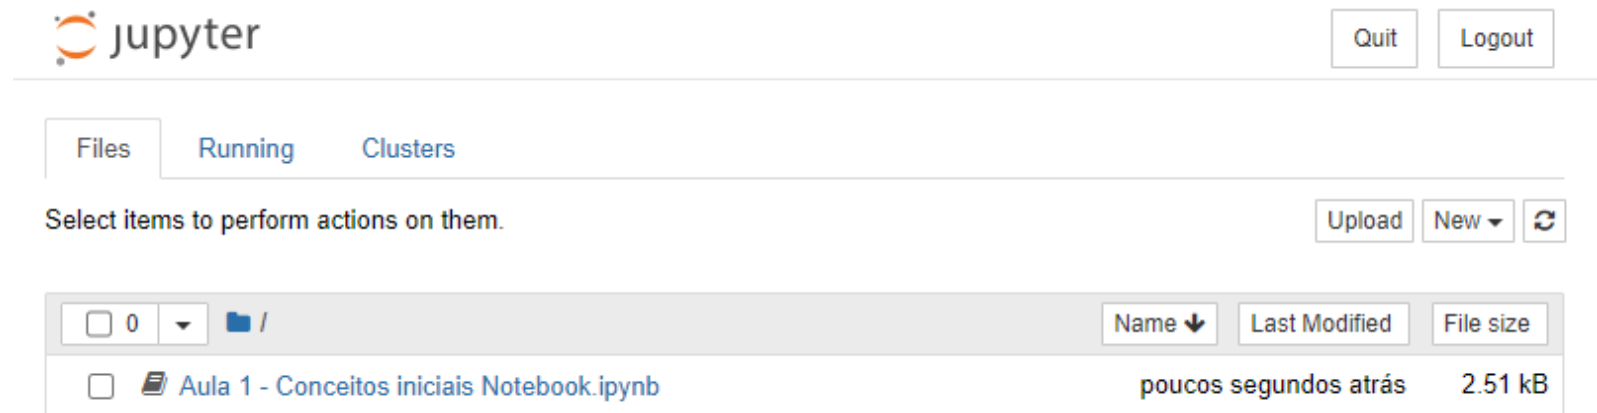 jupyter Quit Logout
Files Running Clusters
Select items to perform actions on them. Upload New
0 / Name Last Modified File size
Aula 1 - Conceitos iniciais Notebook.ipynb poucos segundos atrás 2.51 kB